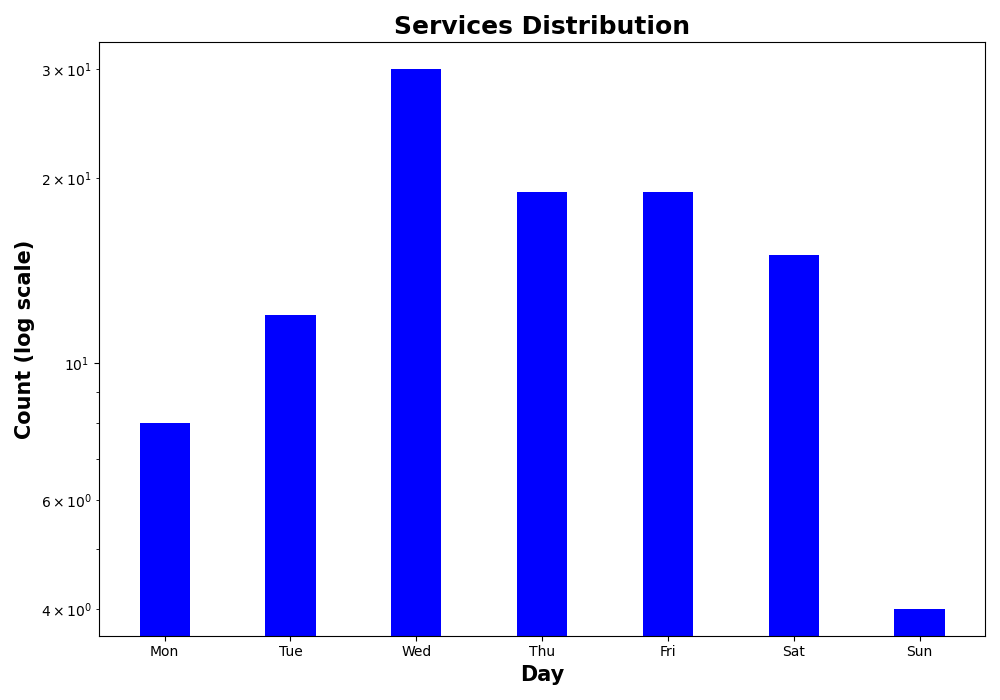 Services Distribution
Count (log scale)
3 × 10¹
2 × 10¹
10¹
6 × 10⁰
4 × 10⁰
Mon Tue Wed Thu Fri Sat Sun
Day